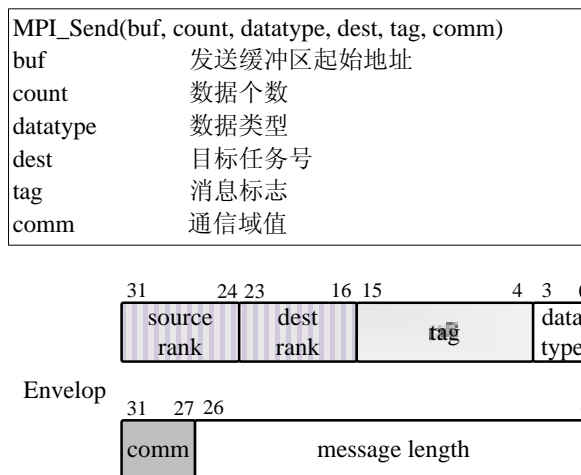 MPI_Send(buf, count, datatype, dest, tag, comm)
buf 发送缓冲区起始地址
count 数据个数
datatype 数据类型
dest 目标任务号
tag 消息标志
comm 通信域值
31 24 23 16 15 4 3
source rank dest rank tag data type
Envelop
31 27 26
comm message length